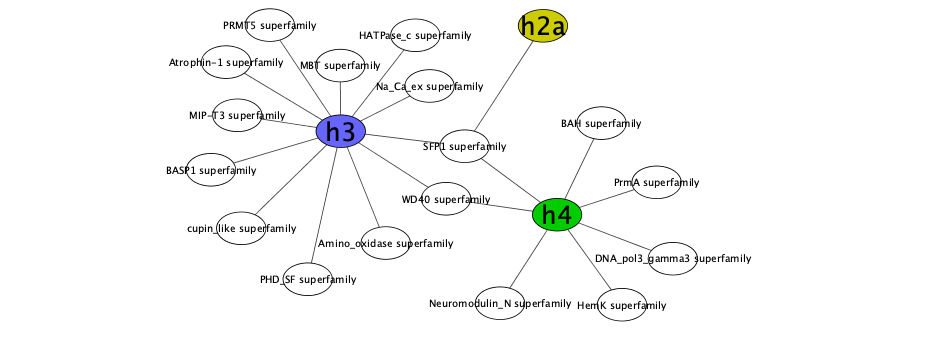 PRMT5 superfamily
h2a
HATPase_c superfamily
Atrophin-1 superfamily
MBT superfamily
Na_Ca_ex superfamily
MIP-T3 superfamily
BAH superfamily
h3
SFP1 superfamily
BASP1 superfamily
PrmA superfamily
WD40 superfamily
h4
cupin_like superfamily
Amino_oxidase superfamily
DNA_pol3_gamma3 superfamily
PHD_SF superfamily
Neuromodulin_N superfamily
HemK superfamily